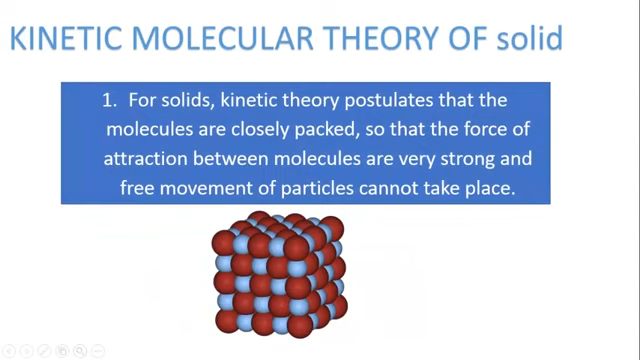 KINETIC MOLECULAR THEORY OF solid
1. For solids, kinetic theory postulates that the
molecules are closely packed, so that the force of
attraction between molecules are very strong and
free movement of particles cannot take place.